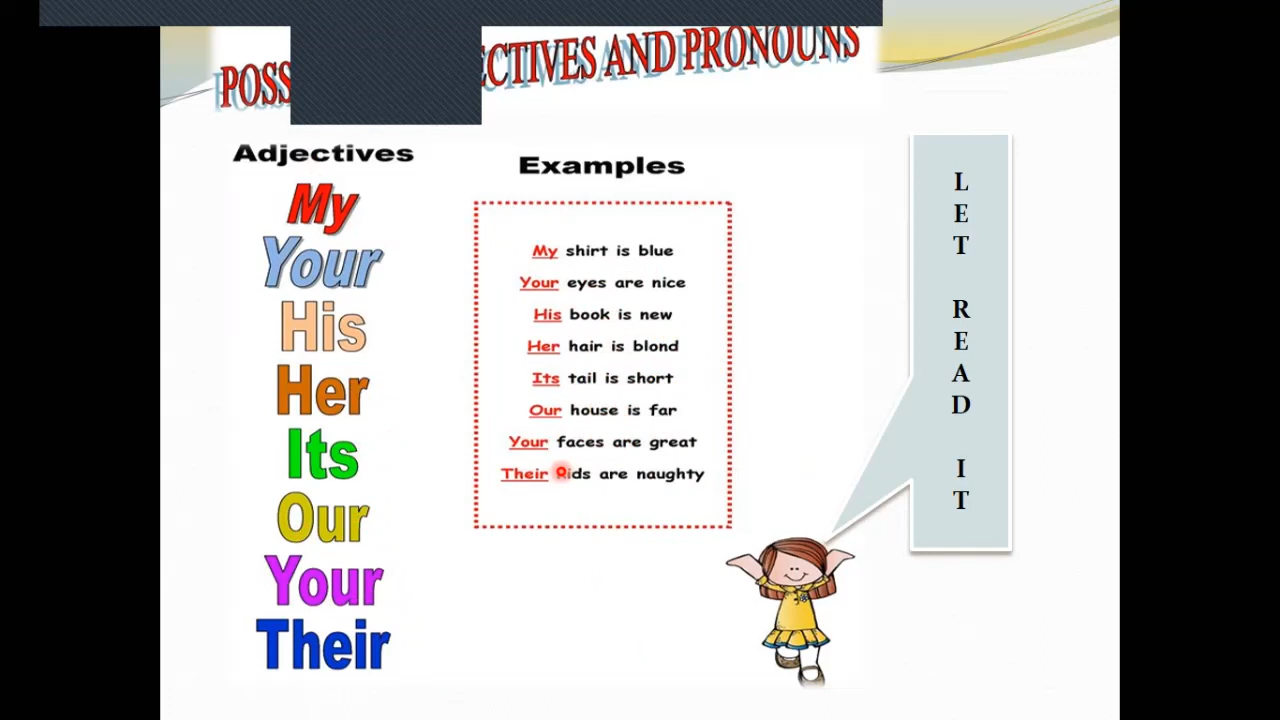 POSS ECTIVES AND PRONOUNS
Adjectives
My
Your
His
Her
Its
Our
Your
Their
Examples
My shirt is blue
Your eyes are nice
His book is new
Her hair is blond
Its tail is short
Our house is far
Your faces are great
Their kids are naughty
LET READ IT